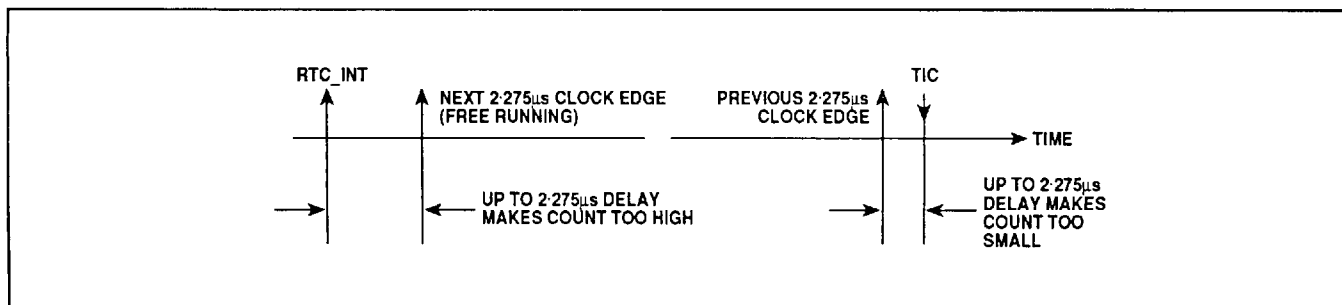 RTC_INT
NEXT 2·275μs CLOCK EDGE
(FREE RUNNING)
PREVIOUS 2·275μs
CLOCK EDGE
TIC
TIME
UP TO 2·275μs DELAY
MAKES COUNT TOO HIGH
UP TO 2·275μs
DELAY MAKES
COUNT TOO
SMALL